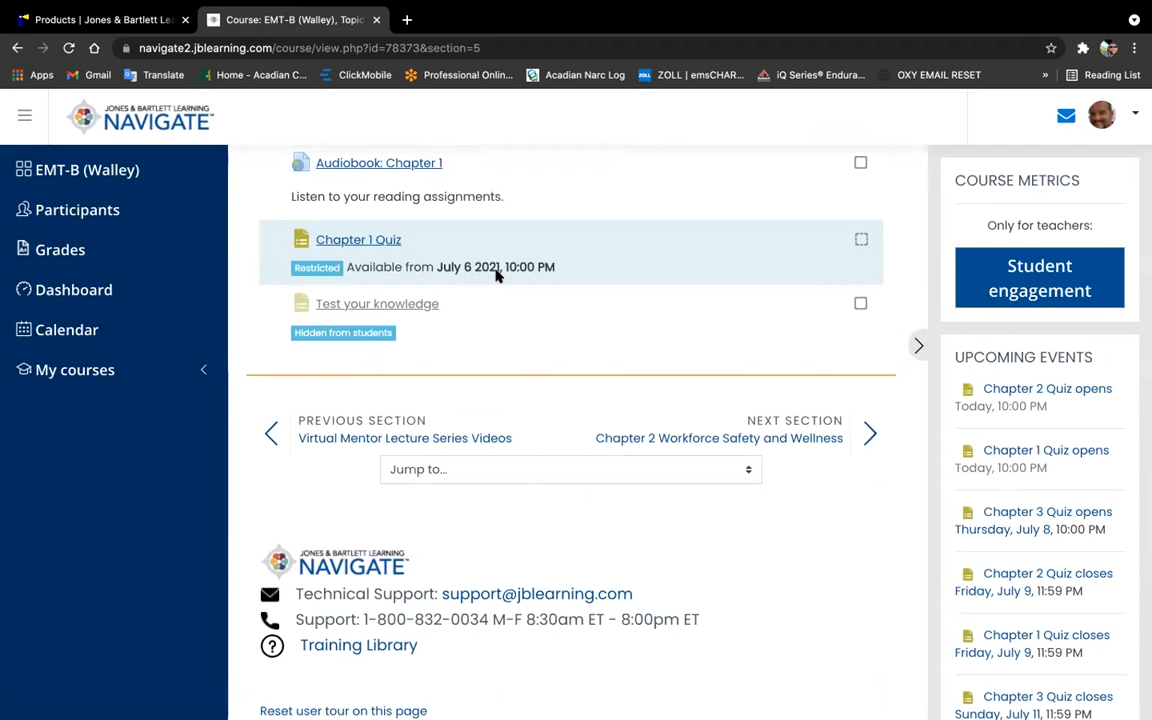 Products | Jones & Bartlett Le
Course: EMT-B (Walley), Topic
navigate2.jblearning.com/course/view.php?id=78373&section=5
Apps
Gmail
Translate
Home - Acadian C...
ClickMobile
Professional Onlin...
Acadian Narc Log
ZOLL | emsCHAR...
iQ Series® Endura...
OXY EMAIL RESET
»
Reading List
JONES & BARTLETT LEARNING
NAVIGATE™
EMT-B (Walley)
Participants
Grades
Dashboard
Calendar
My courses
Audiobook: Chapter 1
Listen to your reading assignments.
Chapter 1 Quiz
Restricted Available from July 6 2021, 10:00 PM
Test your knowledge
Hidden from students
PREVIOUS SECTION
Virtual Mentor Lecture Series Videos
NEXT SECTION
Chapter 2 Workforce Safety and Wellness
Jump to...
JONES & BARTLETT LEARNING
NAVIGATE™
Technical Support: support@jblearning.com
Support: 1-800-832-0034 M-F 8:30am ET - 8:00pm ET
Training Library
Reset user tour on this page
COURSE METRICS
Only for teachers:
Student
engagement
UPCOMING EVENTS
Chapter 2 Quiz opens
Today, 10:00 PM
Chapter 1 Quiz opens
Today, 10:00 PM
Chapter 3 Quiz opens
Thursday, July 8, 10:00 PM
Chapter 2 Quiz closes
Friday, July 9, 11:59 PM
Chapter 1 Quiz closes
Friday, July 9, 11:59 PM
Chapter 3 Quiz closes
Sunday, July 11, 11:59 PM